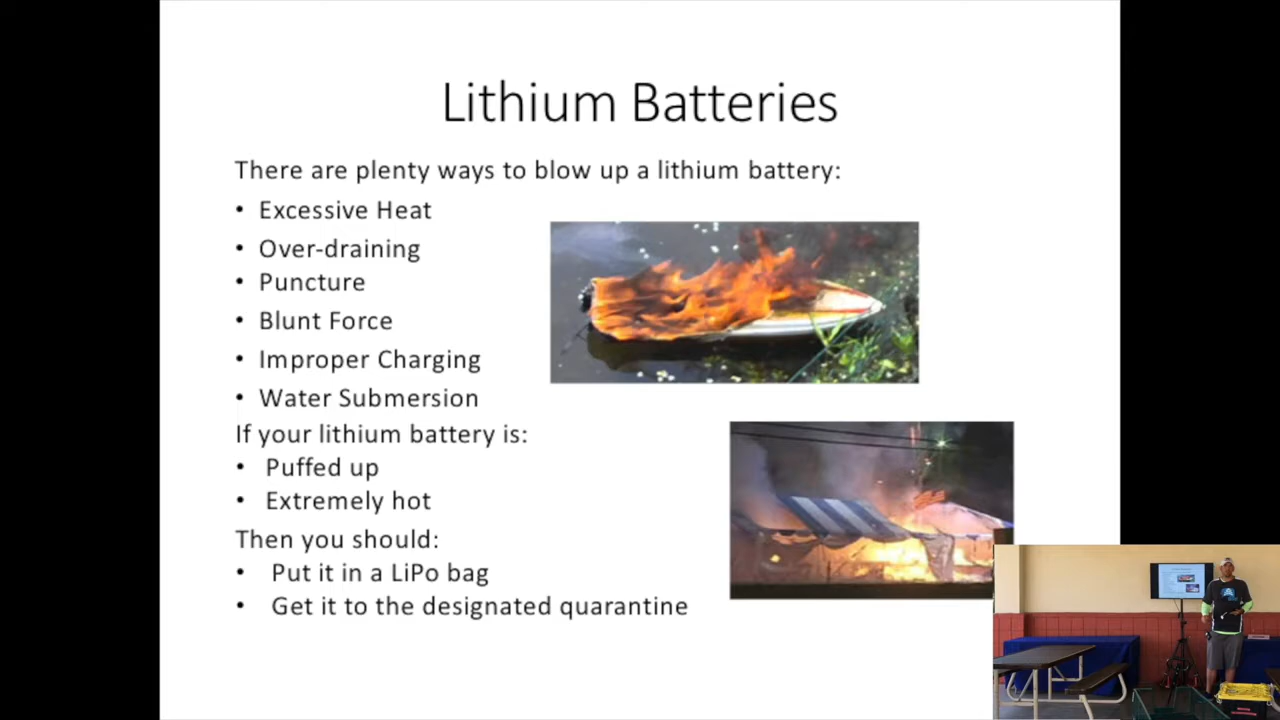 Lithium Batteries
There are plenty ways to blow up a lithium battery:
• Excessive Heat
• Over-draining
• Puncture
• Blunt Force
• Improper Charging
• Water Submersion
If your lithium battery is:
• Puffed up
• Extremely hot
Then you should:
• Put it in a LiPo bag
• Get it to the designated quarantine